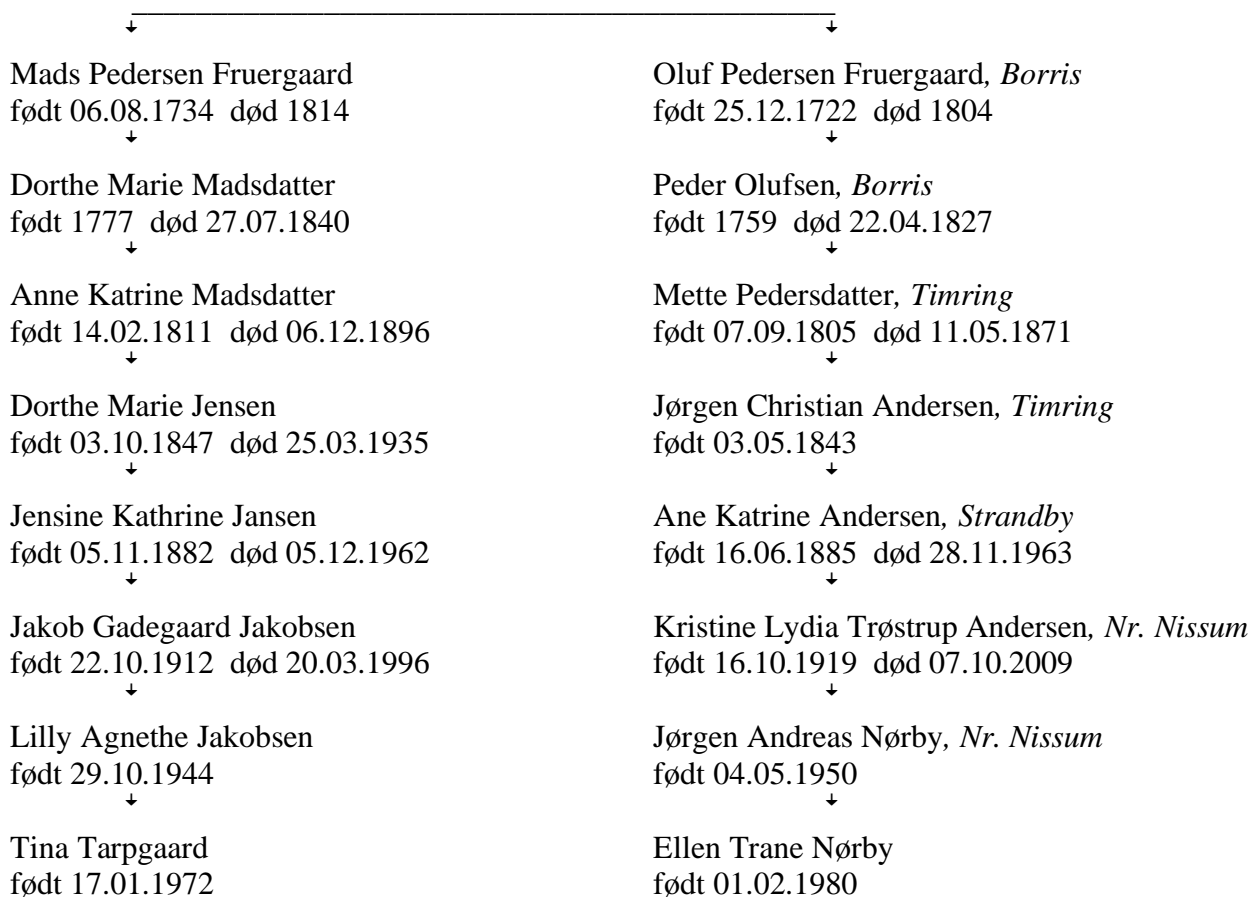 Mads Pedersen Fruergaard
født 06.08.1734 død 1814
Oluf Pedersen Fruergaard, Borris
født 25.12.1722 død 1804
Dorthe Marie Madsdatter
født 1777 død 27.07.1840
Peder Olufsen, Borris
født 1759 død 22.04.1827
Anne Katrine Madsdatter
født 14.02.1811 død 06.12.1896
Mette Pedersdatter, Timring
født 07.09.1805 død 11.05.1871
Dorthe Marie Jensen
født 03.10.1847 død 25.03.1935
Jørgen Christian Andersen, Timring
født 03.05.1843
Jensine Kathrine Jansen
født 05.11.1882 død 05.12.1962
Ane Katrine Andersen, Strandby
født 16.06.1885 død 28.11.1963
Jakob Gadegaard Jakobsen
født 22.10.1912 død 20.03.1996
Kristine Lydia Trøstrup Andersen, Nr. Nissum
født 16.10.1919 død 07.10.2009
Lilly Agnethe Jakobsen
født 29.10.1944
Jørgen Andreas Nørby, Nr. Nissum
født 04.05.1950
Tina Tarpgaard
født 17.01.1972
Ellen Trane Nørby
født 01.02.1980